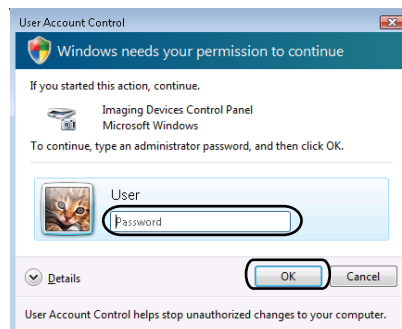 User Account Control
Windows needs your permission to continue
If you started this action, continue.
Imaging Devices Control Panel
Microsoft Windows
To continue, type an administrator password, and then click OK.
User
Password
Details
OK Cancel
User Account Control helps stop unauthorized changes to your computer.